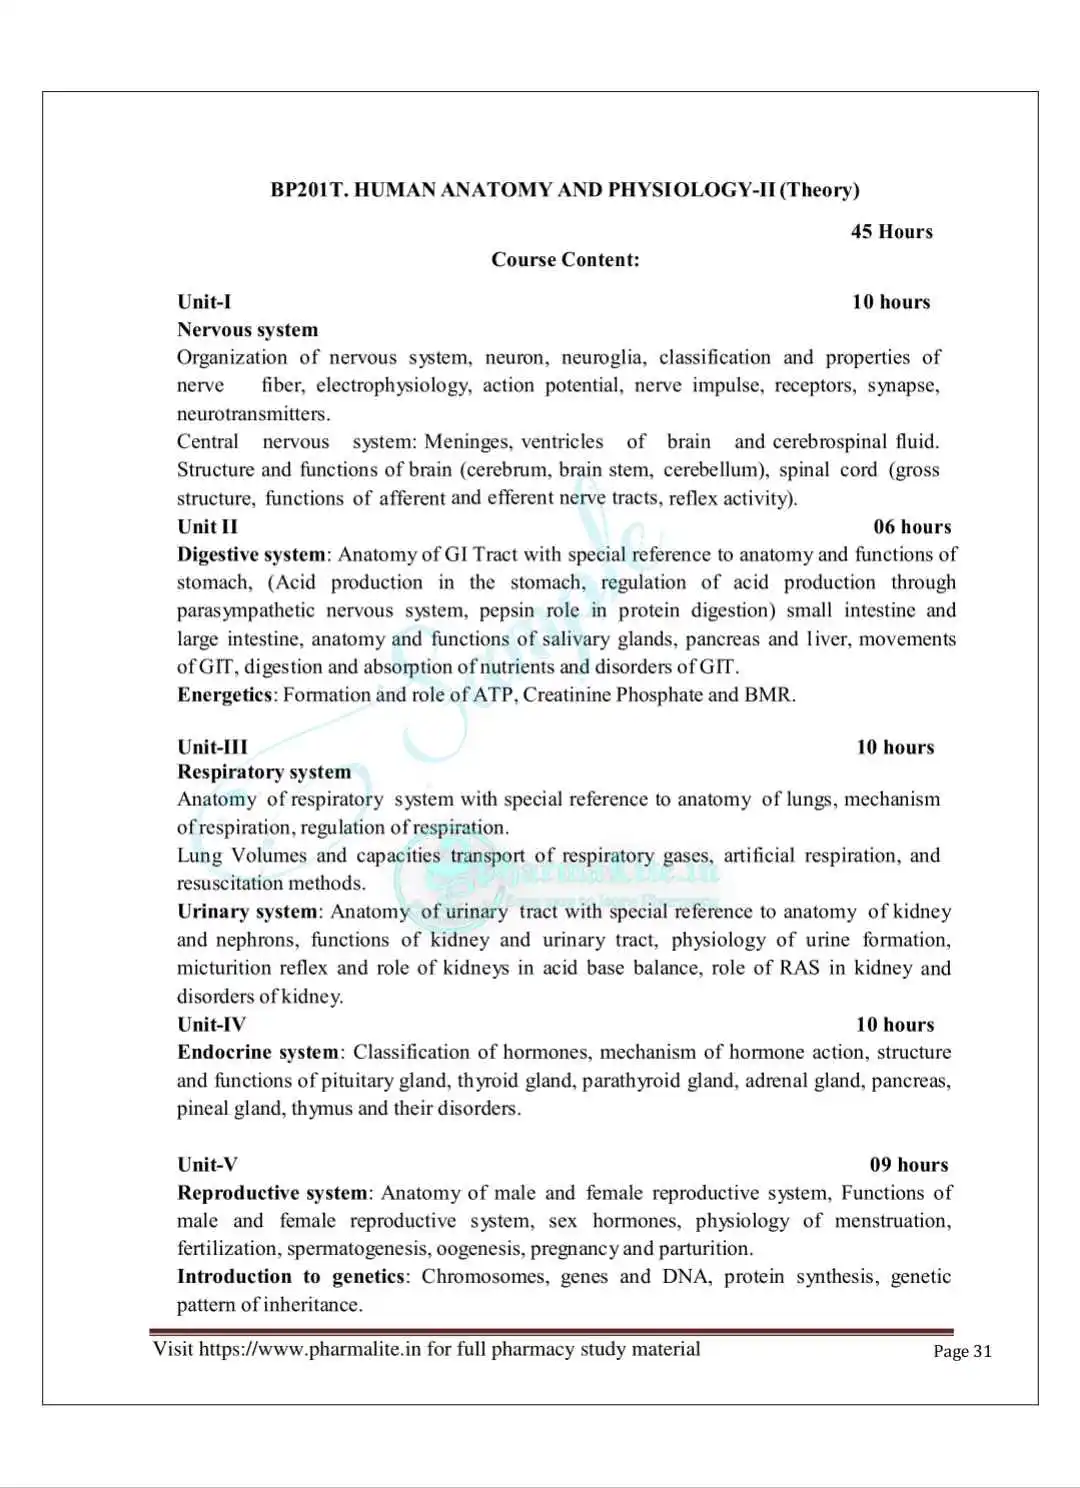 BP201T. HUMAN ANATOMY AND PHYSIOLOGY-II (Theory)
45 Hours
Course Content:
Unit-I 10 hours
Nervous system
Organization of nervous system, neuron, neuroglia, classification and properties of
nerve fiber, electrophysiology, action potential, nerve impulse, receptors, synapse,
neurotransmitters.
Central nervous system: Meninges, ventricles of brain and cerebrospinal fluid.
Structure and functions of brain (cerebrum, brain stem, cerebellum), spinal cord (gross
structure, functions of afferent and efferent nerve tracts, reflex activity).
Unit II 06 hours
Digestive system: Anatomy of GI Tract with special reference to anatomy and functions of
stomach, (Acid production in the stomach, regulation of acid production through
parasympathetic nervous system, pepsin role in protein digestion) small intestine and
large intestine, anatomy and functions of salivary glands, pancreas and liver, movements
of GIT, digestion and absorption of nutrients and disorders of GIT.
Energetics: Formation and role of ATP, Creatinine Phosphate and BMR.
Sample
Unit-III 10 hours
Respiratory system
Anatomy of respiratory system with special reference to anatomy of lungs, mechanism
of respiration, regulation of respiration.
Lung Volumes and capacities transport of respiratory gases, artificial respiration, and
resuscitation methods.
PharmaLite.in
Urinary system: Anatomy of urinary tract with special reference to anatomy of kidney
and nephrons, functions of kidney and urinary tract, physiology of urine formation,
micturition reflex and role of kidneys in acid base balance, role of RAS in kidney and
disorders of kidney.
Unit-IV 10 hours
Endocrine system: Classification of hormones, mechanism of hormone action, structure
and functions of pituitary gland, thyroid gland, parathyroid gland, adrenal gland, pancreas,
pineal gland, thymus and their disorders.
Unit-V 09 hours
Reproductive system: Anatomy of male and female reproductive system, Functions of
male and female reproductive system, sex hormones, physiology of menstruation,
fertilization, spermatogenesis, oogenesis, pregnancy and parturition.
Introduction to genetics: Chromosomes, genes and DNA, protein synthesis, genetic
pattern of inheritance.
Visit https://www.pharmalite.in for full pharmacy study material Page 31